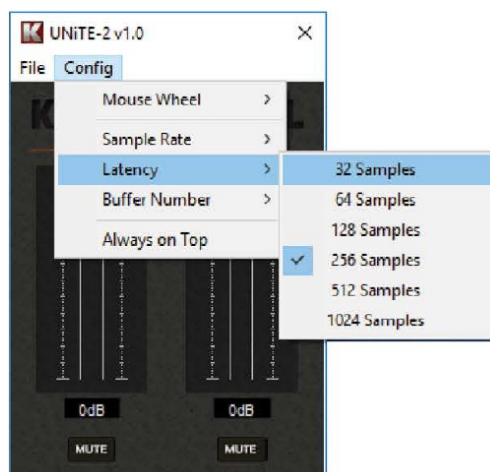 UNiTE-2 v1.0
File Config
Mouse Wheel
Sample Rate
Latency
Buffer Number
Always on Top
32 Samples
64 Samples
128 Samples
256 Samples
512 Samples
1024 Samples
0dB 0dB
MUTE MUTE